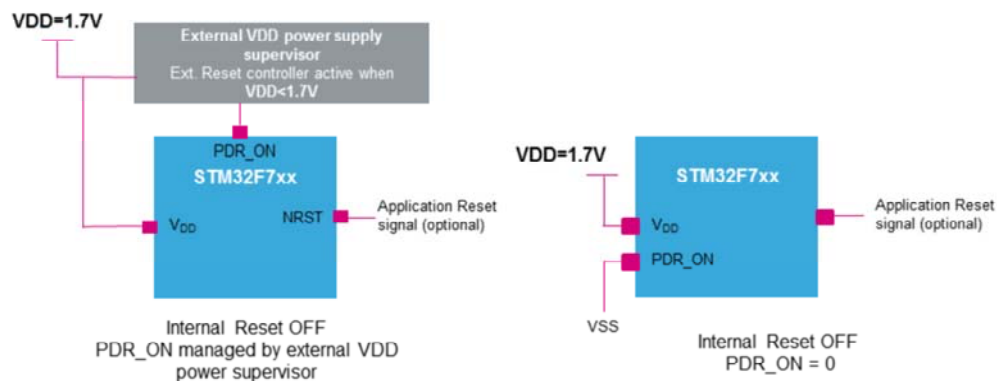 VDD=1.7V
External VDD power supply
supervisor
Ext. Reset controller active when
VDD<1.7V
PDR_ON
STM32F7xx
VDD
NRST
Application Reset
signal (optional)
Internal Reset OFF
PDR_ON managed by external VDD
power supervisor
VDD=1.7V
STM32F7xx
VDD
PDR_ON
Application Reset
signal (optional)
VSS
Internal Reset OFF
PDR_ON = 0